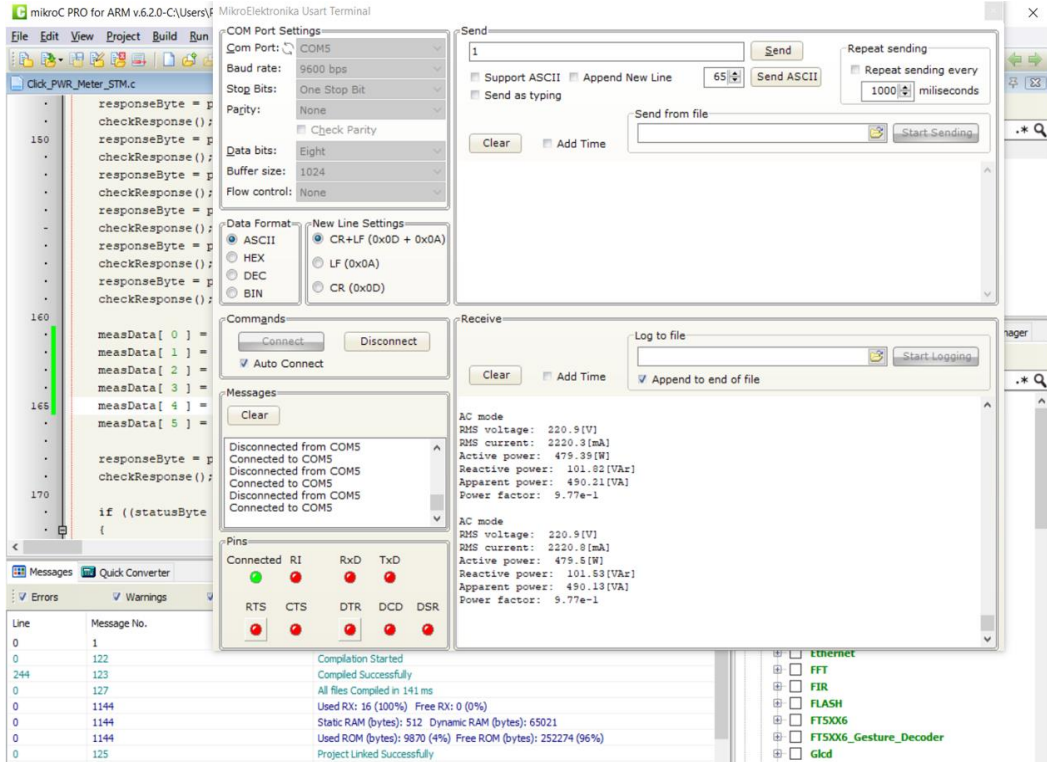 mikroC PRO for ARM v.6.2.0-C:\Users\
MikroElektronika Usart Terminal
File Edit View Project Build Run
Click_PWR_Meter_STM.c
responseByte = p
checkResponse();
150 responseByte = p
checkResponse();
responseByte = p
checkResponse();
responseByte = p
checkResponse();
responseByte = p
checkResponse();
responseByte = p
checkResponse();
160
measData[ 0 ] =
measData[ 1 ] =
measData[ 2 ] =
measData[ 3 ] =
165 measData[ 4 ] =
measData[ 5 ] =
responseByte = p
checkResponse();
170
if ((statusByte
{
COM Port Settings
Com Port: COM5
Baud rate: 9600 bps
Stop Bits: One Stop Bit
Parity: None
Check Parity
Data bits: Eight
Buffer size: 1024
Flow control: None
Data Format
ASCII
HEX
DEC
BIN
New Line Settings
CR+LF (0x0D + 0x0A)
LF (0x0A)
CR (0x0D)
Commands
Connect Disconnect
Auto Connect
Messages
Clear
Disconnected from COM5
Connected to COM5
Disconnected from COM5
Connected to COM5
Disconnected from COM5
Connected to COM5
Pins
Connected RI RxD TxD
RTS CTS DTR DCD DSR
Send
1 Send
Support ASCII Append New Line 65 Send ASCII
Send as typing
Repeat sending
Repeat sending every
1000 miliseconds
Send from file
Start Sending
Clear Add Time
Receive
Log to file
Start Logging
Clear Add Time Append to end of file
AC mode
RMS voltage: 220.9[V]
RMS current: 2220.3[mA]
Active power: 479.39[W]
Reactive power: 101.82[VAr]
Apparent power: 490.21[VA]
Power factor: 9.77e-1
AC mode
RMS voltage: 220.9[V]
RMS current: 2220.8[mA]
Active power: 479.5[W]
Reactive power: 101.53[VAr]
Apparent power: 490.13[VA]
Power factor: 9.77e-1
.*
nager
.*
Messages Quick Converter
Errors Warnings
Line Message No.
0 1
0 122 Compilation Started
244 123 Compiled Successfully
0 127 All files Compiled in 141 ms
0 1144 Used RX: 16 (100%) Free RX: 0 (0%)
0 1144 Static RAM (bytes): 512 Dynamic RAM (bytes): 65021
0 1144 Used ROM (bytes): 9870 (4%) Free ROM (bytes): 252274 (96%)
0 125 Project Linked Successfully
Ethernet
FFT
FIR
FLASH
FT5XX6
FT5XX6_Gesture_Decoder
Glcd